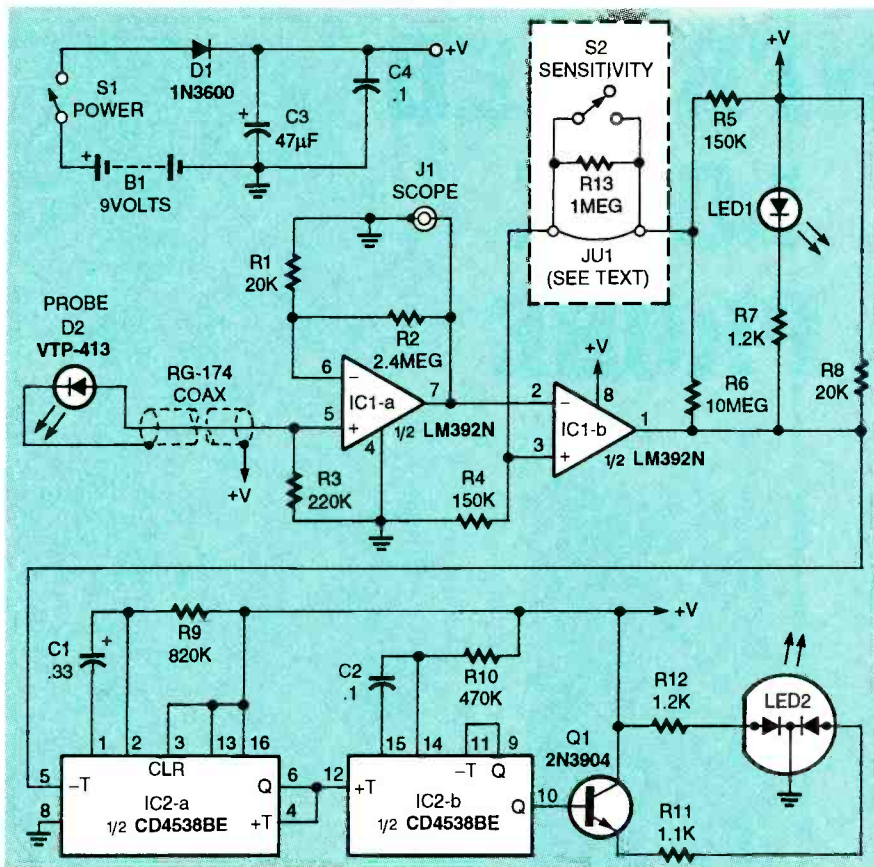 S1
POWER
D1
1N3600
+V
C3
47µF
+
C4
.1
+
B1
9VOLTS
J1
SCOPE
S2
SENSITIVITY
R13
1MEG
JU1
(SEE TEXT)
+V
R5
150K
LED1
R7
1.2K
R8
20K
R6
10MEG
R1
20K
R2
2.4MEG
PROBE
D2
VTP-413
RG-174
COAX
+V
6
−
5
+
IC1-a
7
4
1/2 LM392N
R3
220K
R4
150K
+V
8
2
−
3
+
IC1-b
1
1/2 LM392N
C1
.33
+
R9
820K
1
2
3
13
16
CLR
5
−T
8
IC2-a
1/2 CD4538BE
Q
6
+T
4
C2
.1
R10
470K
+V
15
14
11
9
−T
Q
12
+T
IC2-b
1/2 CD4538BE
Q
10
Q1
2N3904
R12
1.2K
LED2
R11
1.1K